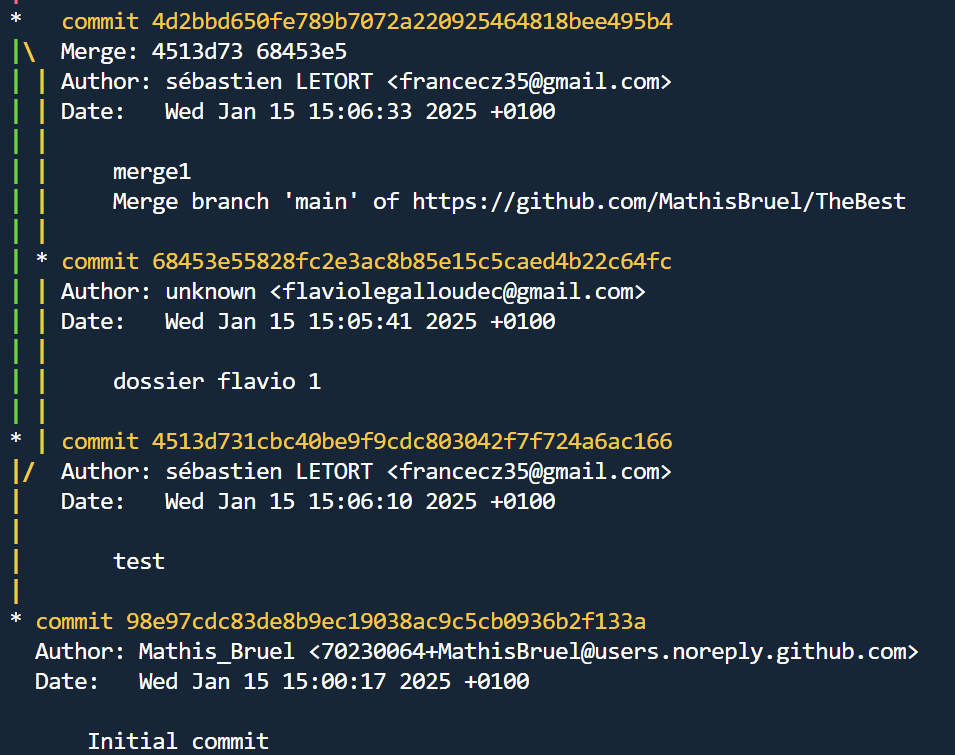 *   commit 4d2bbd650fe789b7072a220925464818bee495b4
|\  Merge: 4513d73 68453e5
| | Author: sébastien LETORT <francecz35@gmail.com>
| | Date:   Wed Jan 15 15:06:33 2025 +0100
| |
| |     merge1
| |     Merge branch 'main' of https://github.com/MathisBruel/TheBest
| |
| * commit 68453e55828fc2e3ac8b85e15c5caed4b22c64fc
| | Author: unknown <flaviolegalloudec@gmail.com>
| | Date:   Wed Jan 15 15:05:41 2025 +0100
| |
| |     dossier flavio 1
| |
* | commit 4513d731cbc40be9f9cdc803042f7f724a6ac166
|/  Author: sébastien LETORT <francecz35@gmail.com>
|   Date:   Wed Jan 15 15:06:10 2025 +0100
|
|       test
|
* commit 98e97cdc83de8b9ec19038ac9c5cb0936b2f133a
  Author: Mathis_Bruel <70230064+MathisBruel@users.noreply.github.com>
  Date:   Wed Jan 15 15:00:17 2025 +0100

      Initial commit